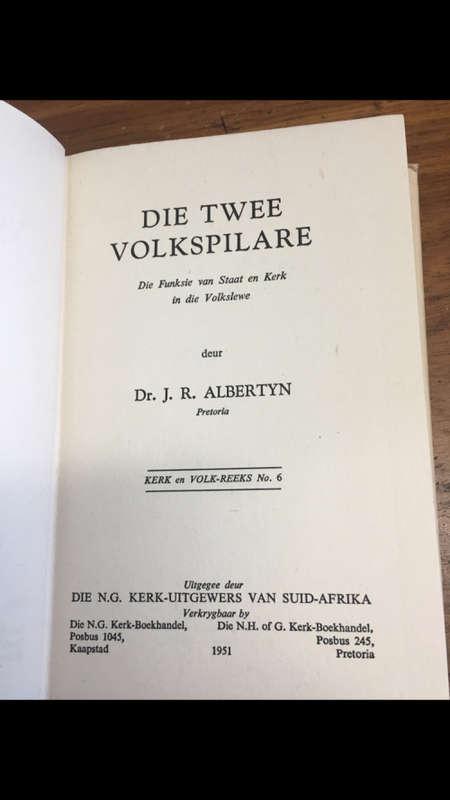 DIE TWEE
VOLKSPILARE
Die Funksie van Staat en Kerk
in die Volkslewe
deur
Dr. J. R. ALBERTYN
Pretoria
KERK en VOLK-REEKS No. 6
Uitgegee deur
DIE N.G. KERK-UITGEWERS VAN SUID-AFRIKA
Verkrygbaar by
Die N.G. Kerk-Boekhandel,
Posbus 1045,
Kaapstad
1951
Die N.H. of G. Kerk-Boekhandel,
Posbus 245,
Pretoria